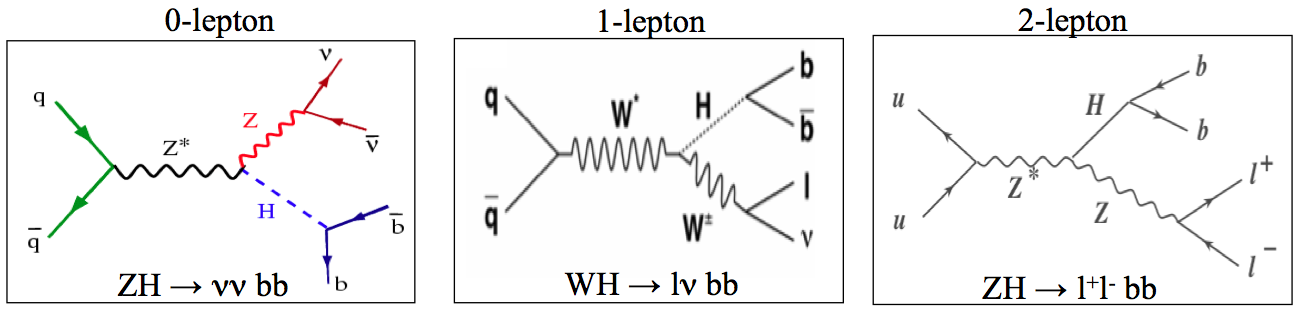 0-lepton
1-lepton
2-lepton
q
q̅
Z*
Z
H
ν
ν̅
b̅
b
ZH → νν bb
q
q̅
W*
H
W±
b
b̅
l
ν
WH → lν bb
u
u
Z*
H
Z
b
b
l+
l-
ZH → l+l- bb